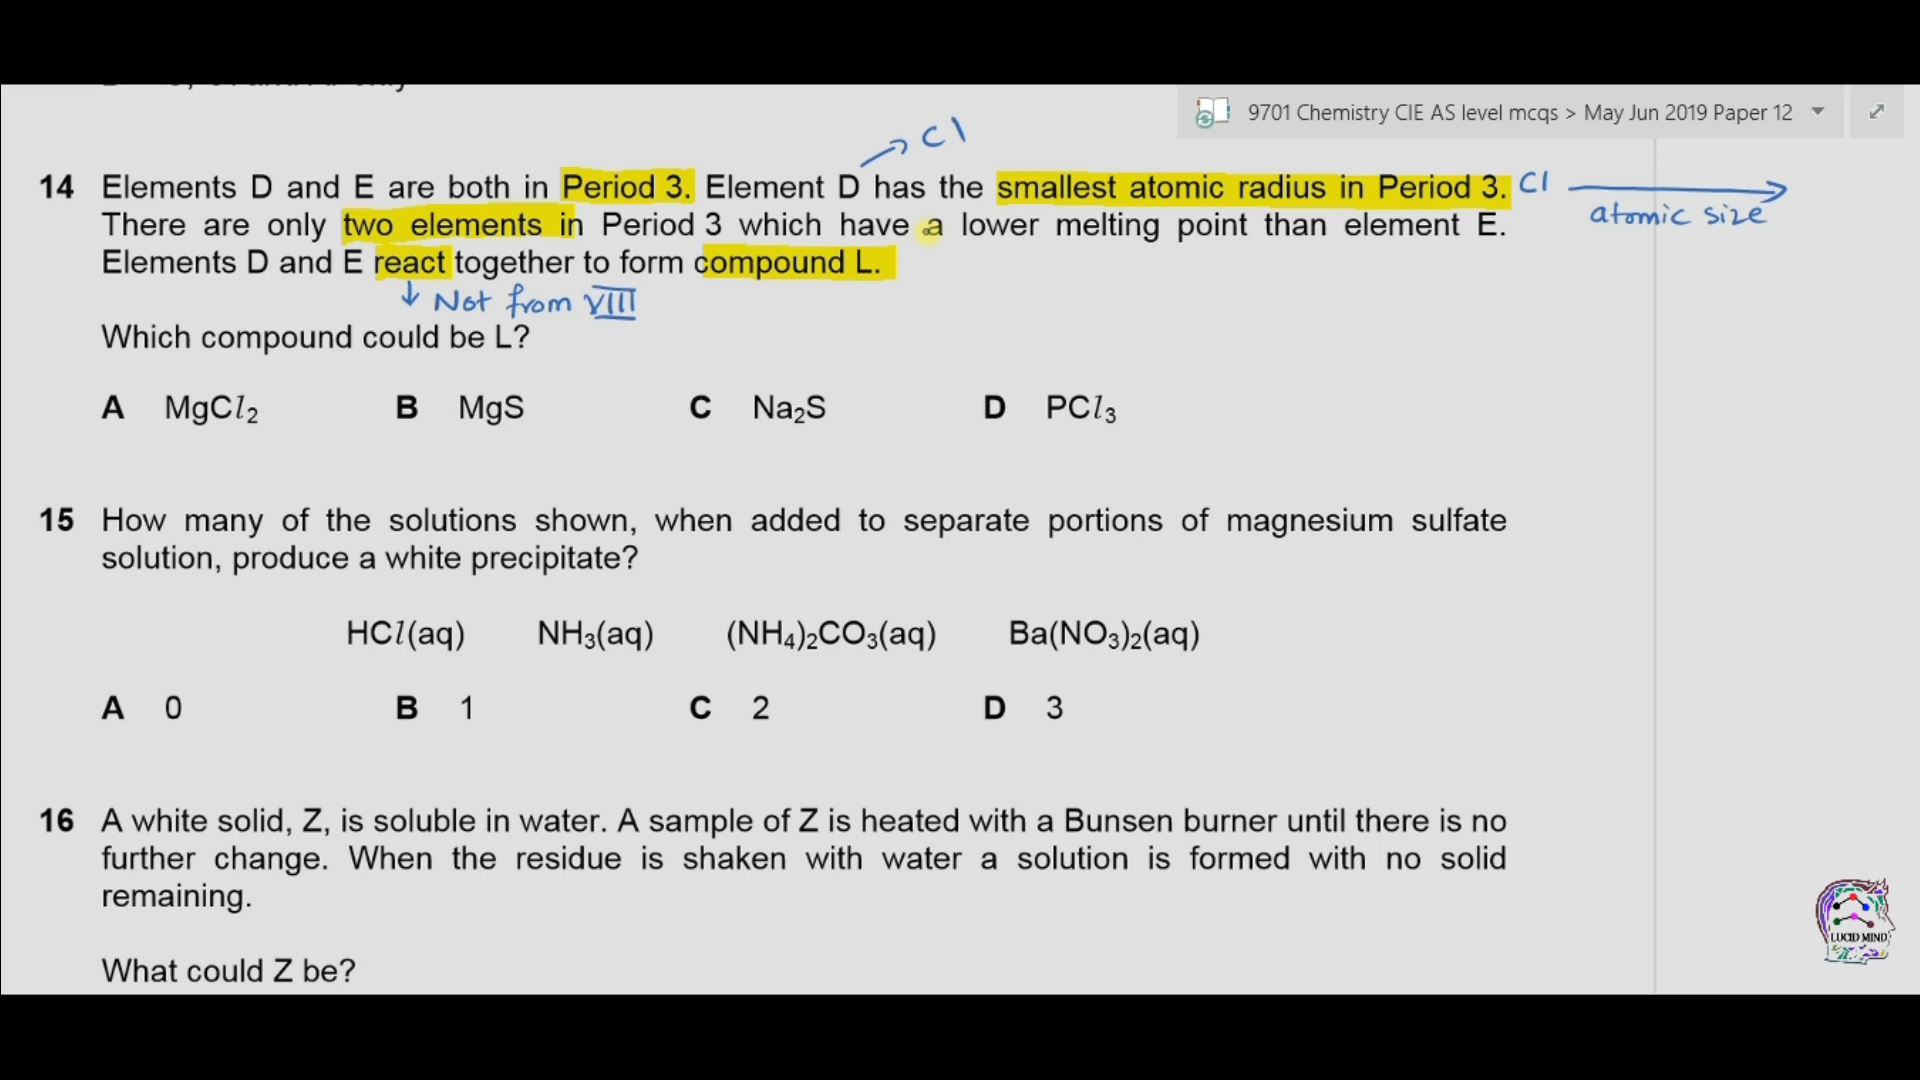 9701 Chemistry CIE AS level mcqs > May Jun 2019 Paper 12
Cl
14 Elements D and E are both in Period 3. Element D has the smallest atomic radius in Period 3. Cl
There are only two elements in Period 3 which have a lower melting point than element E. atomic size
Elements D and E react together to form compound L.
Not from VIII
Which compound could be L?
A MgCl₂ B MgS C Na₂S D PCl₃
15 How many of the solutions shown, when added to separate portions of magnesium sulfate
solution, produce a white precipitate?
HCl(aq) NH₃(aq) (NH₄)₂CO₃(aq) Ba(NO₃)₂(aq)
A 0 B 1 C 2 D 3
16 A white solid, Z, is soluble in water. A sample of Z is heated with a Bunsen burner until there is no
further change. When the residue is shaken with water a solution is formed with no solid
remaining.
LUCID MIND
What could Z be?